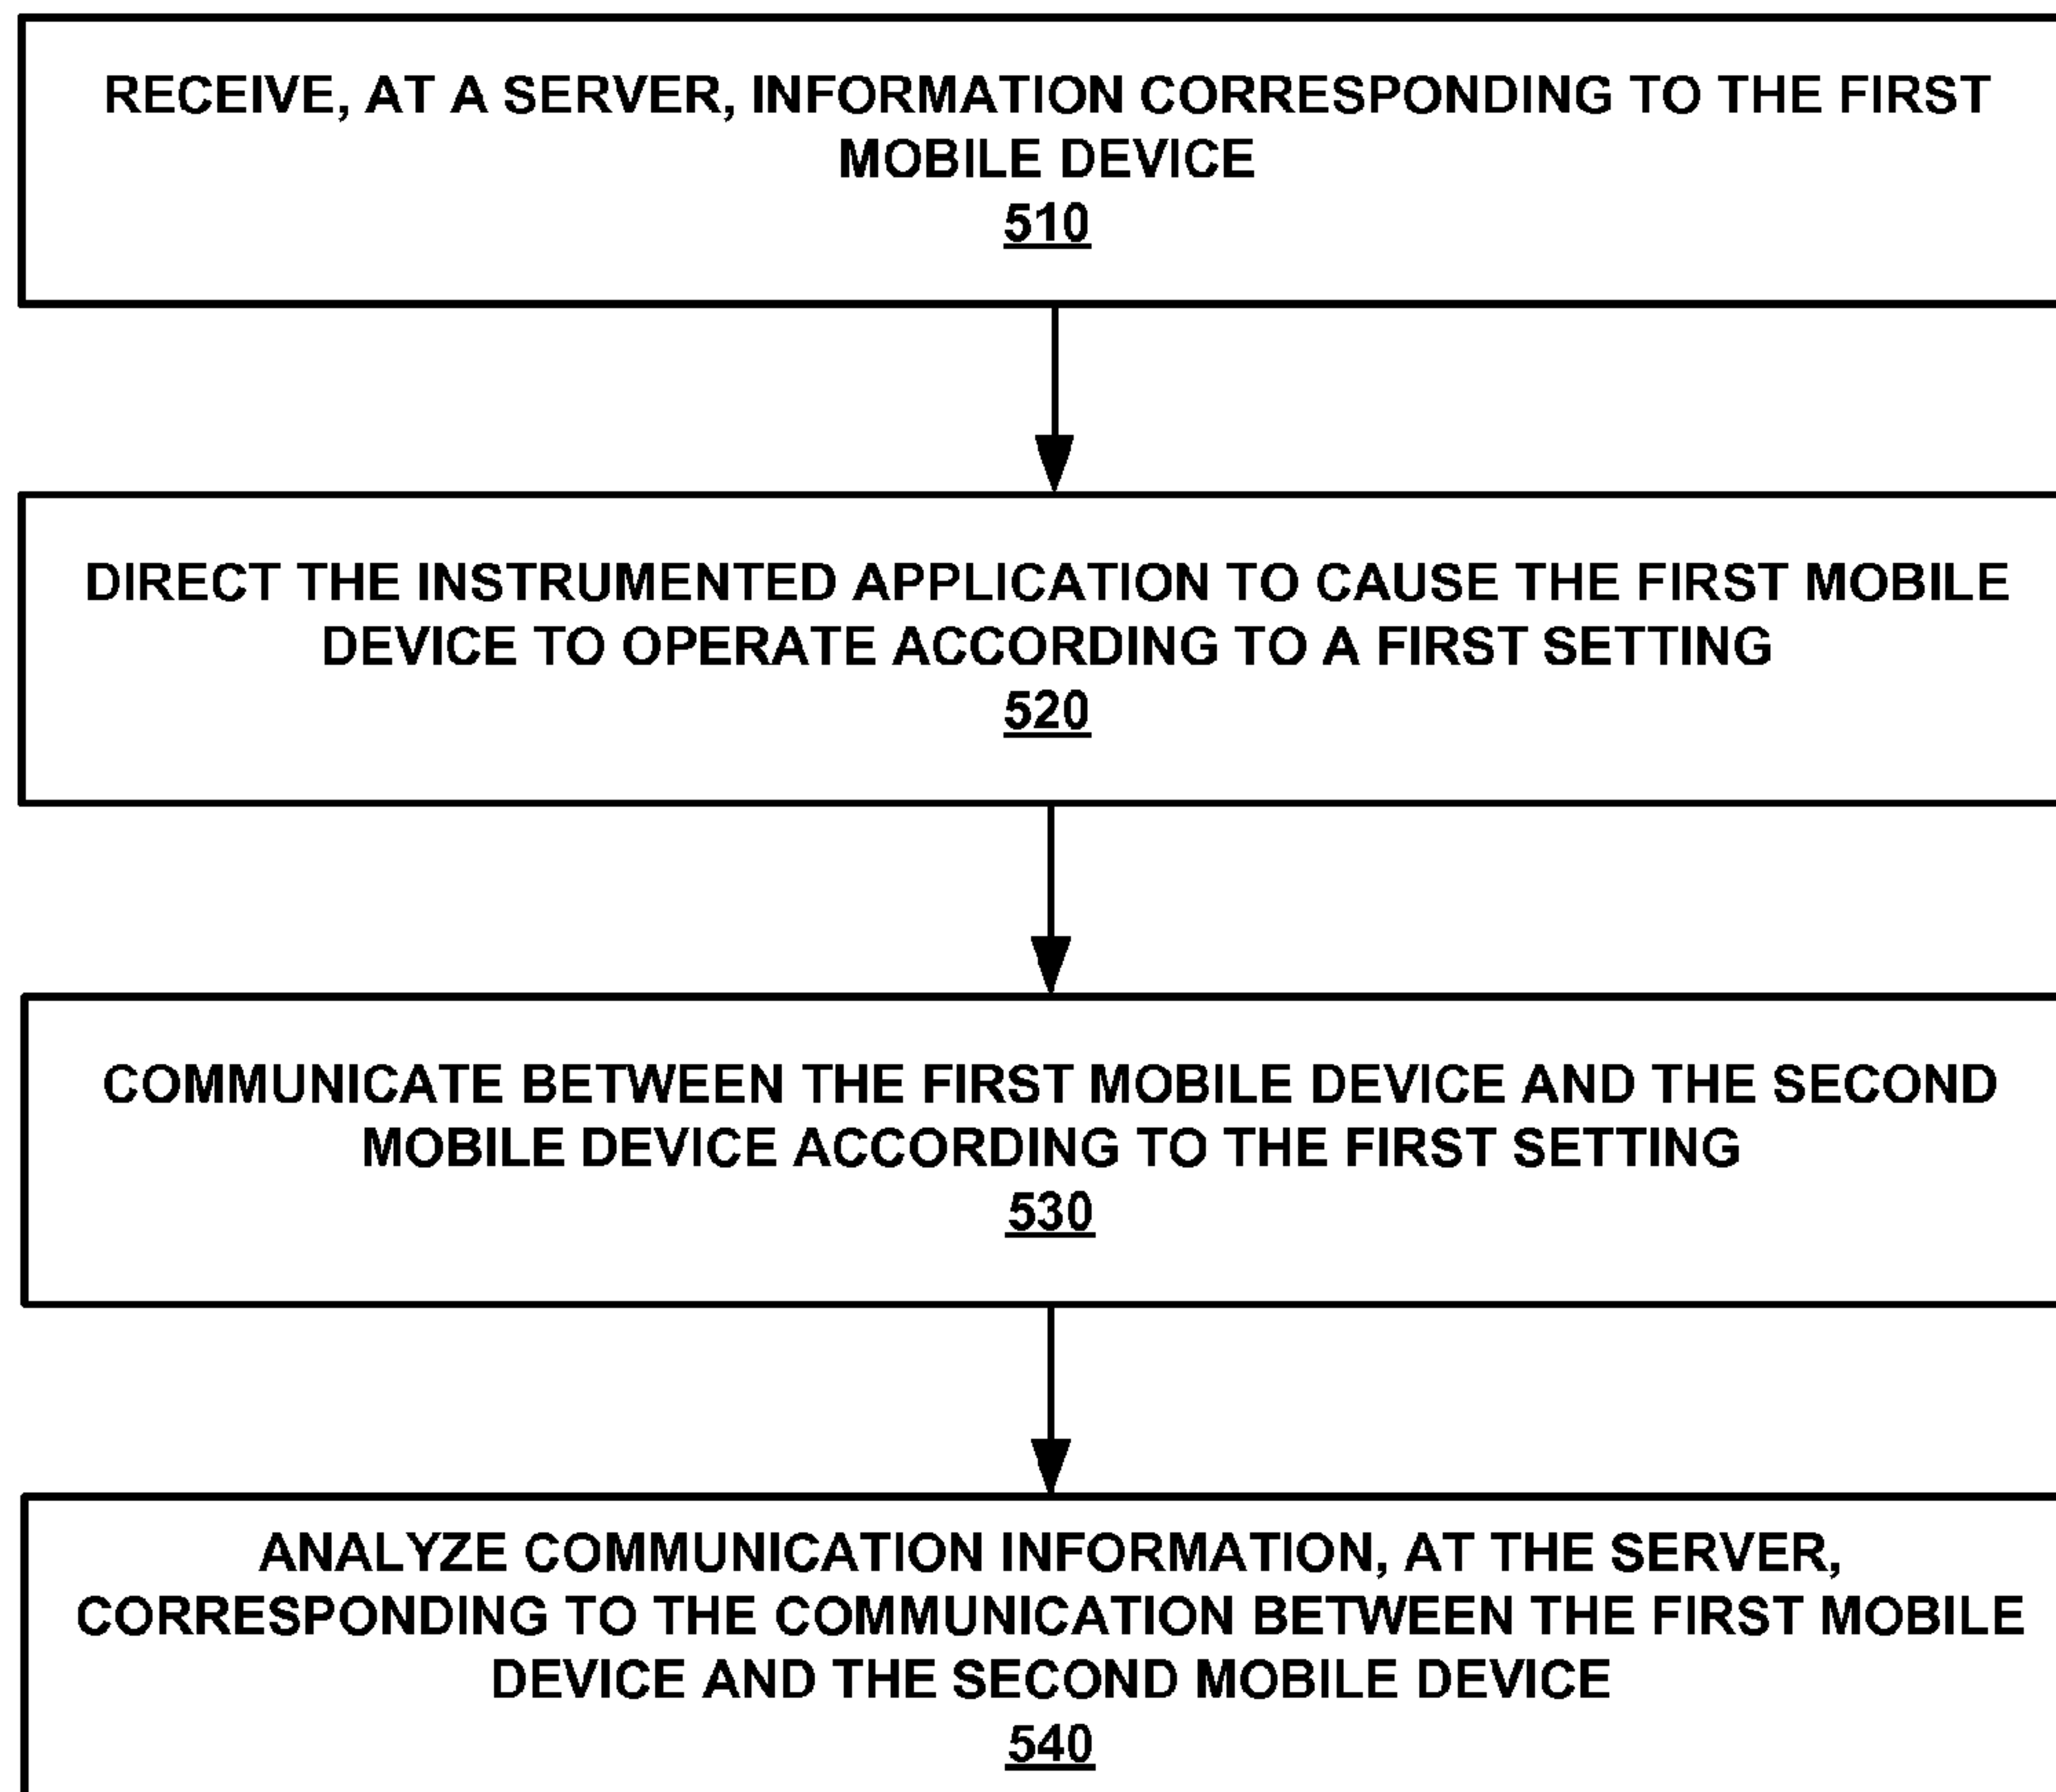 RECEIVE, AT A SERVER, INFORMATION CORRESPONDING TO THE FIRST
MOBILE DEVICE
510
DIRECT THE INSTRUMENTED APPLICATION TO CAUSE THE FIRST MOBILE
DEVICE TO OPERATE ACCORDING TO A FIRST SETTING
520
COMMUNICATE BETWEEN THE FIRST MOBILE DEVICE AND THE SECOND
MOBILE DEVICE ACCORDING TO THE FIRST SETTING
530
ANALYZE COMMUNICATION INFORMATION, AT THE SERVER,
CORRESPONDING TO THE COMMUNICATION BETWEEN THE FIRST MOBILE
DEVICE AND THE SECOND MOBILE DEVICE
540